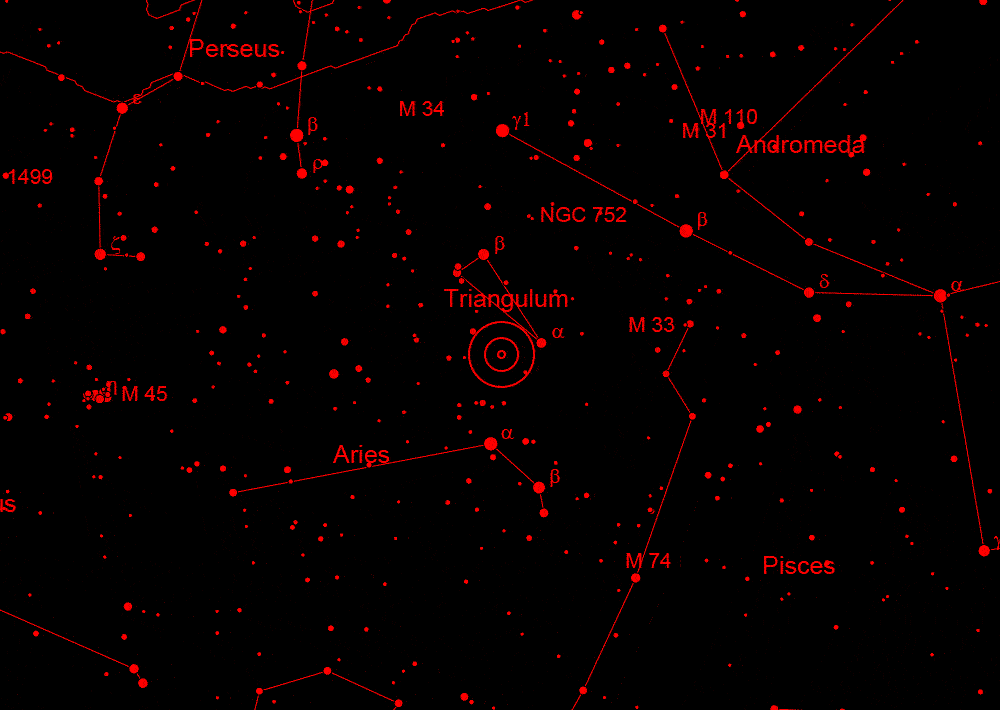 Perseus
ε
M 34
γ1
M 110
β
M 31
Andromeda
ρ
1499
NGC 752
β
ζ
β
δ
α
Triangulum
M 33
α
η
M 45
α
Aries
β
us
M 74
Pisces
γ